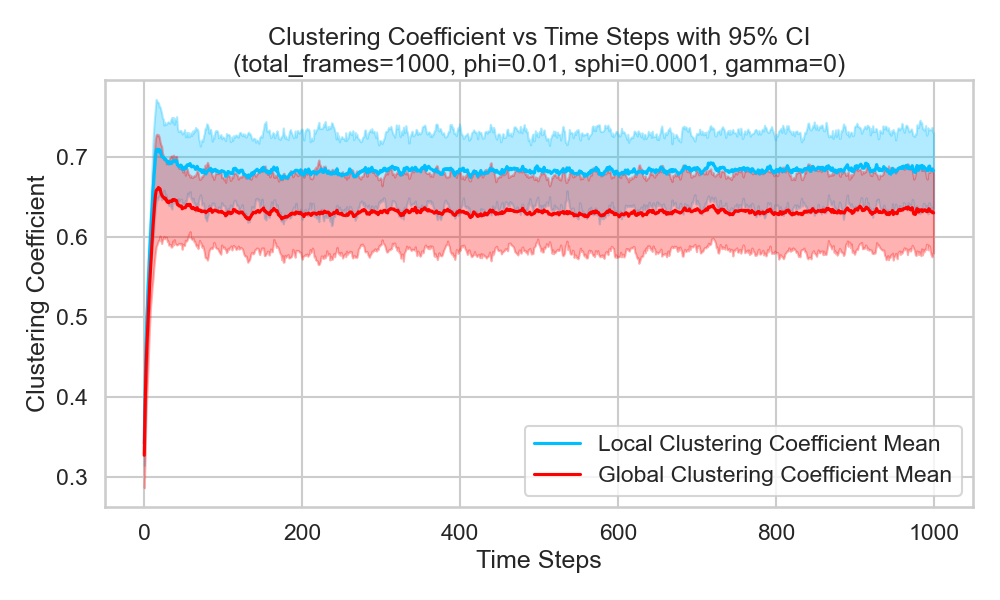 Clustering Coefficient vs Time Steps with 95% CI
(total_frames=1000, phi=0.01, sphi=0.0001, gamma=0)
Clustering Coefficient
0.7
0.6
0.5
0.4
0.3
Local Clustering Coefficient Mean
Global Clustering Coefficient Mean
0 200 400 600 800 1000
Time Steps